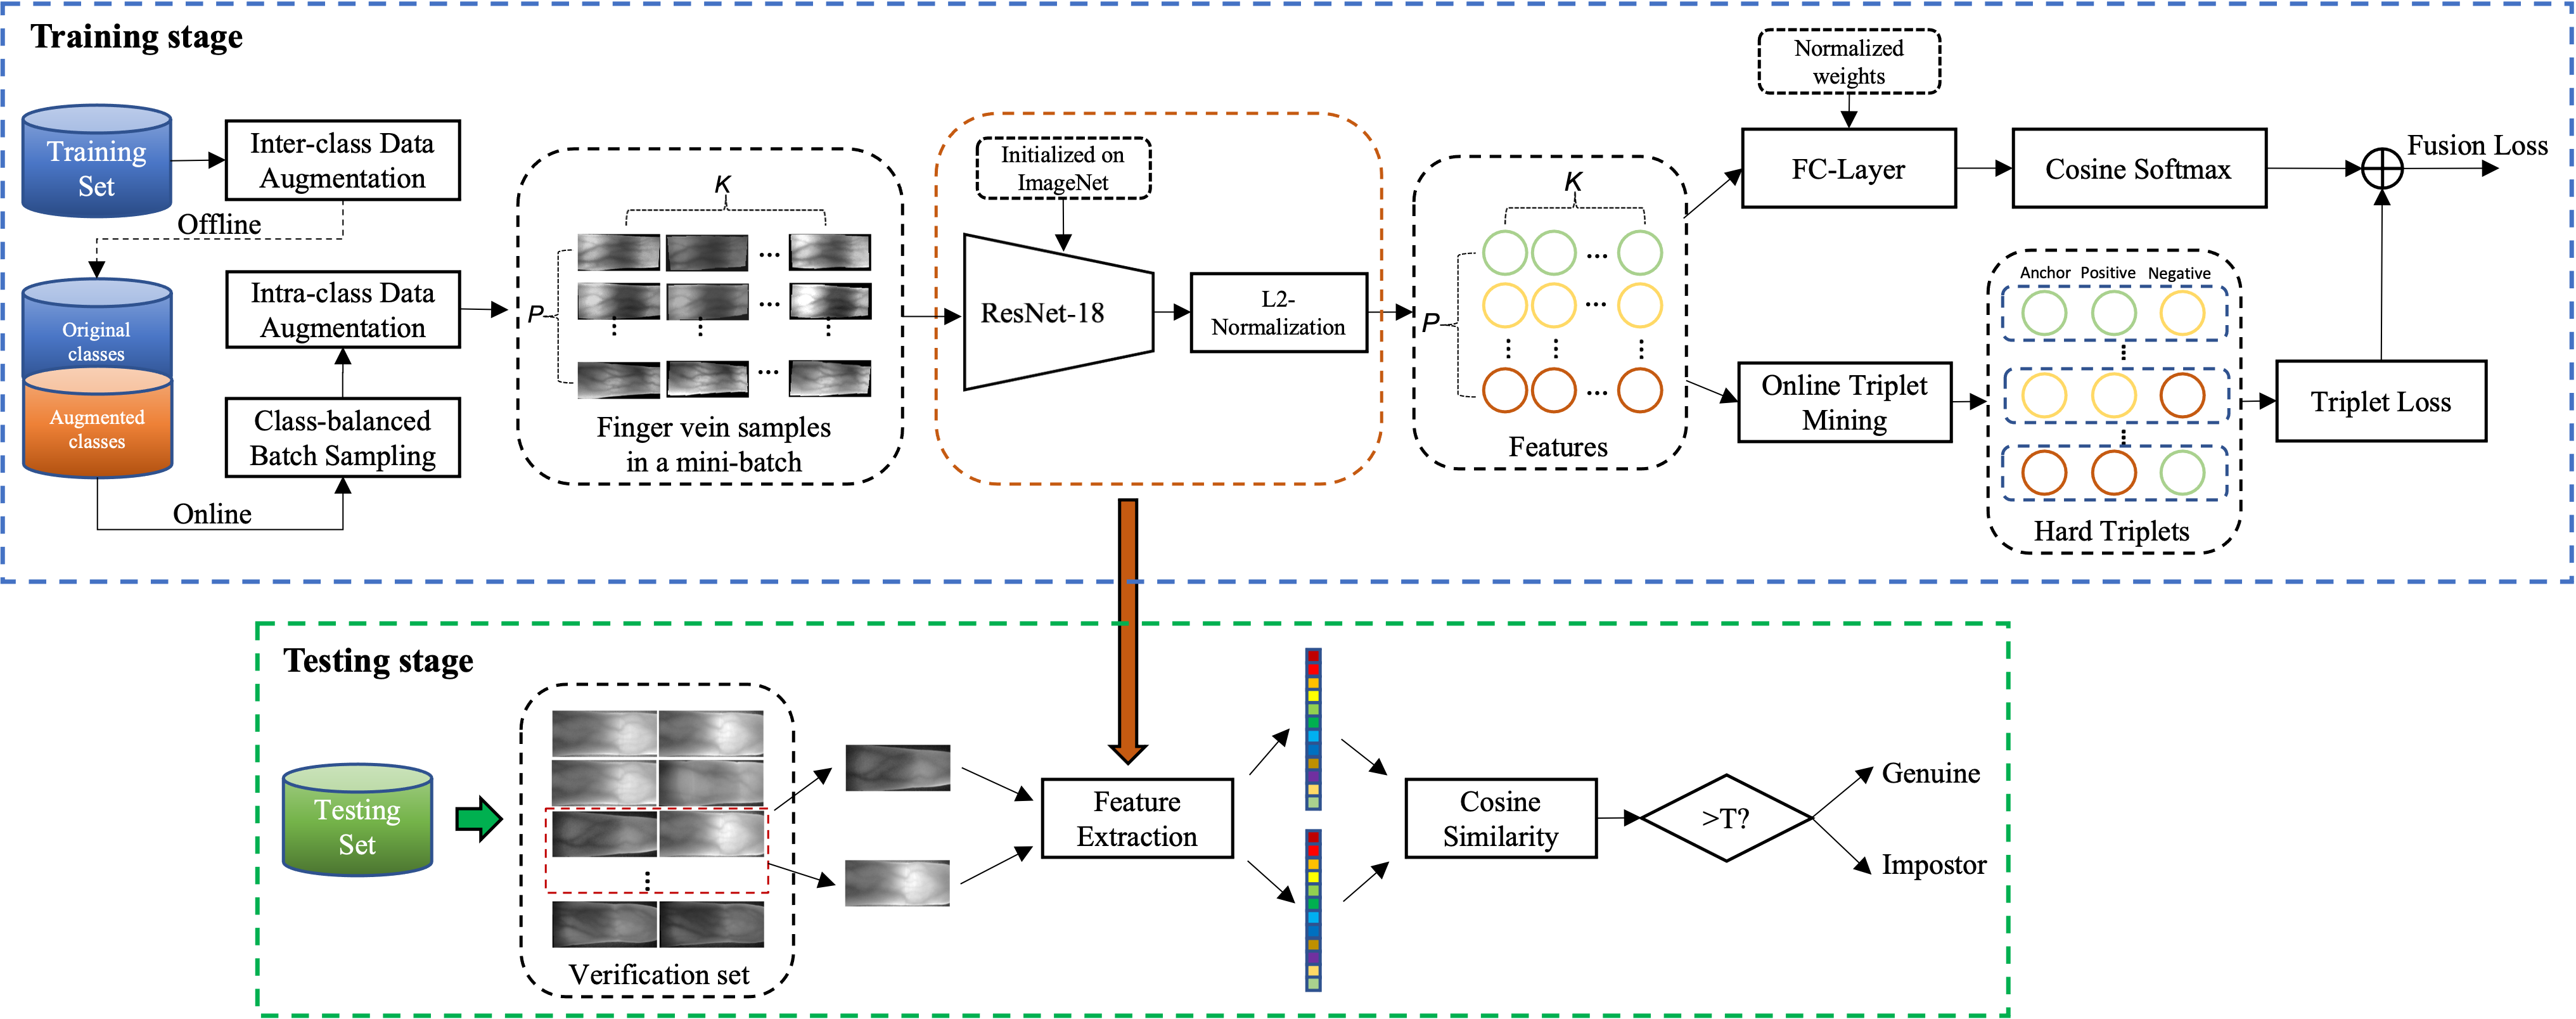 Training stage
Training
Set
Inter-class Data
Augmentation
Offline
Original
classes
Augmented
classes
Intra-class Data
Augmentation
Class-balanced
Batch Sampling
Online
K
P
...
...
...
Finger vein samples
in a mini-batch
Initialized on
ImageNet
ResNet-18
L2-
Normalization
K
P
...
...
...
Features
Normalized
weights
FC-Layer
Cosine Softmax
Fusion Loss
Online Triplet
Mining
Anchor Positive Negative
Hard Triplets
Triplet Loss
Testing stage
Testing
Set
Verification set
Feature
Extraction
Cosine
Similarity
>T?
Genuine
Impostor